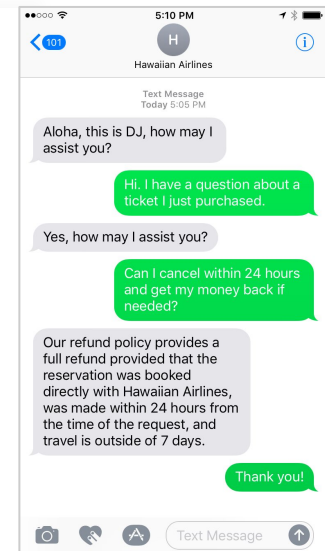 5:10 PM
101
H
Hawaiian Airlines
Text Message
Today 5:05 PM
Aloha, this is DJ, how may I
assist you?
Hi. I have a question about a
ticket I just purchased.
Yes, how may I assist you?
Can I cancel within 24 hours
and get my money back if
needed?
Our refund policy provides a
full refund provided that the
reservation was booked
directly with Hawaiian Airlines,
was made within 24 hours from
the time of the request, and
travel is outside of 7 days.
Thank you!
Text Message